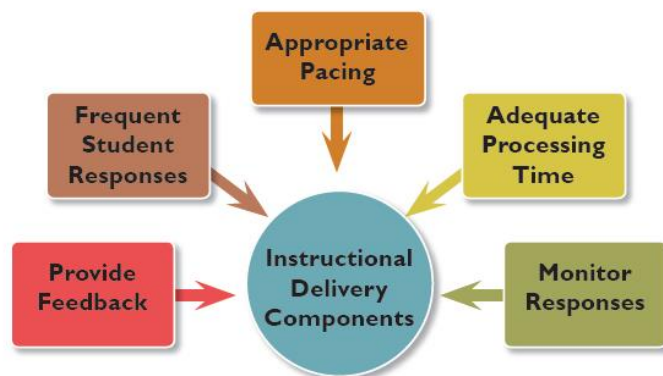 Appropriate
Pacing
Frequent
Student
Responses
Adequate
Processing
Time
Provide
Feedback
Instructional
Delivery
Components
Monitor
Responses